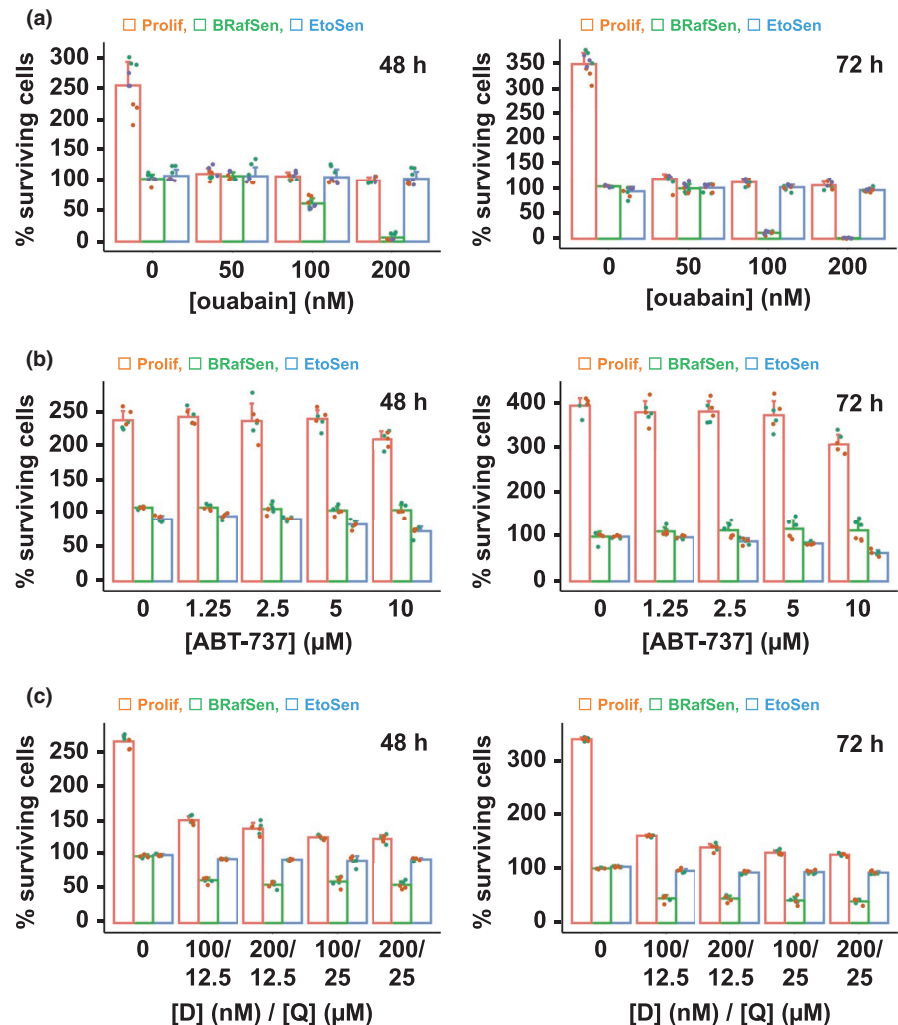 (a)
Prolif, BRafSen, EtoSen
48 h
% surviving cells
300
250
200
150
100
50
0
0 50 100 200
[ouabain] (nM)
Prolif, BRafSen, EtoSen
72 h
% surviving cells
350
300
250
200
150
100
50
0
0 50 100 200
[ouabain] (nM)
(b)
Prolif, BRafSen, EtoSen
48 h
% surviving cells
250
200
150
100
50
0
0 1.25 2.5 5 10
[ABT-737] (µM)
Prolif, BRafSen, EtoSen
72 h
% surviving cells
400
300
200
100
0
0 1.25 2.5 5 10
[ABT-737] (µM)
(c)
Prolif, BRafSen, EtoSen
48 h
% surviving cells
250
200
150
100
50
0
0 100/ 200/ 100/ 200/
12.5 12.5 25 25
[D] (nM) / [Q] (µM)
Prolif, BRafSen, EtoSen
72 h
% surviving cells
300
200
100
0
0 100/ 200/ 100/ 200/
12.5 12.5 25 25
[D] (nM) / [Q] (µM)